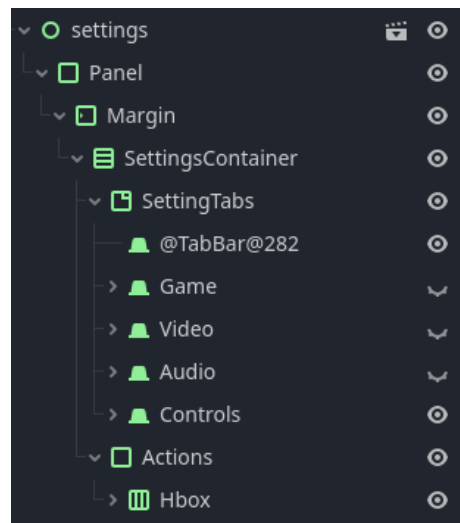 settings
Panel
Margin
SettingsContainer
SettingTabs
@TabBar@282
Game
Video
Audio
Controls
Actions
Hbox